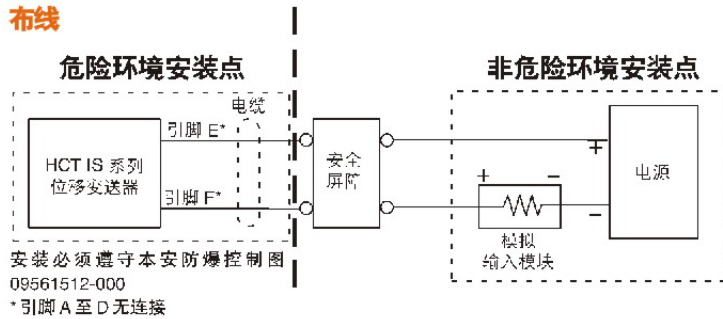 布线
危险环境安装点
非危险环境安装点
电缆
引脚 E*
HCT IS 系列
位移变送器
引脚 F*
安全
屏障
+
电源
+ −
−
模拟
输入模块
安装必须遵守本安防爆控制图
09561512-000
*引脚 A 至 D 无连接